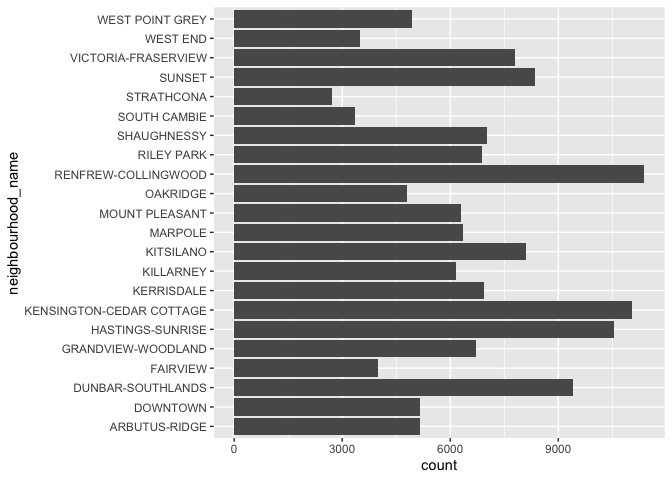 WEST POINT GREY
WEST END
VICTORIA-FRASERVIEW
SUNSET
STRATHCONA
SOUTH CAMBIE
SHAUGHNESSY
RILEY PARK
RENFREW-COLLINGWOOD
OAKRIDGE
MOUNT PLEASANT
MARPOLE
KITSILANO
KILLARNEY
KERRISDALE
KENSINGTON-CEDAR COTTAGE
HASTINGS-SUNRISE
GRANDVIEW-WOODLAND
FAIRVIEW
DUNBAR-SOUTHLANDS
DOWNTOWN
ARBUTUS-RIDGE
neighbourhood_name
0 3000 6000 9000
count